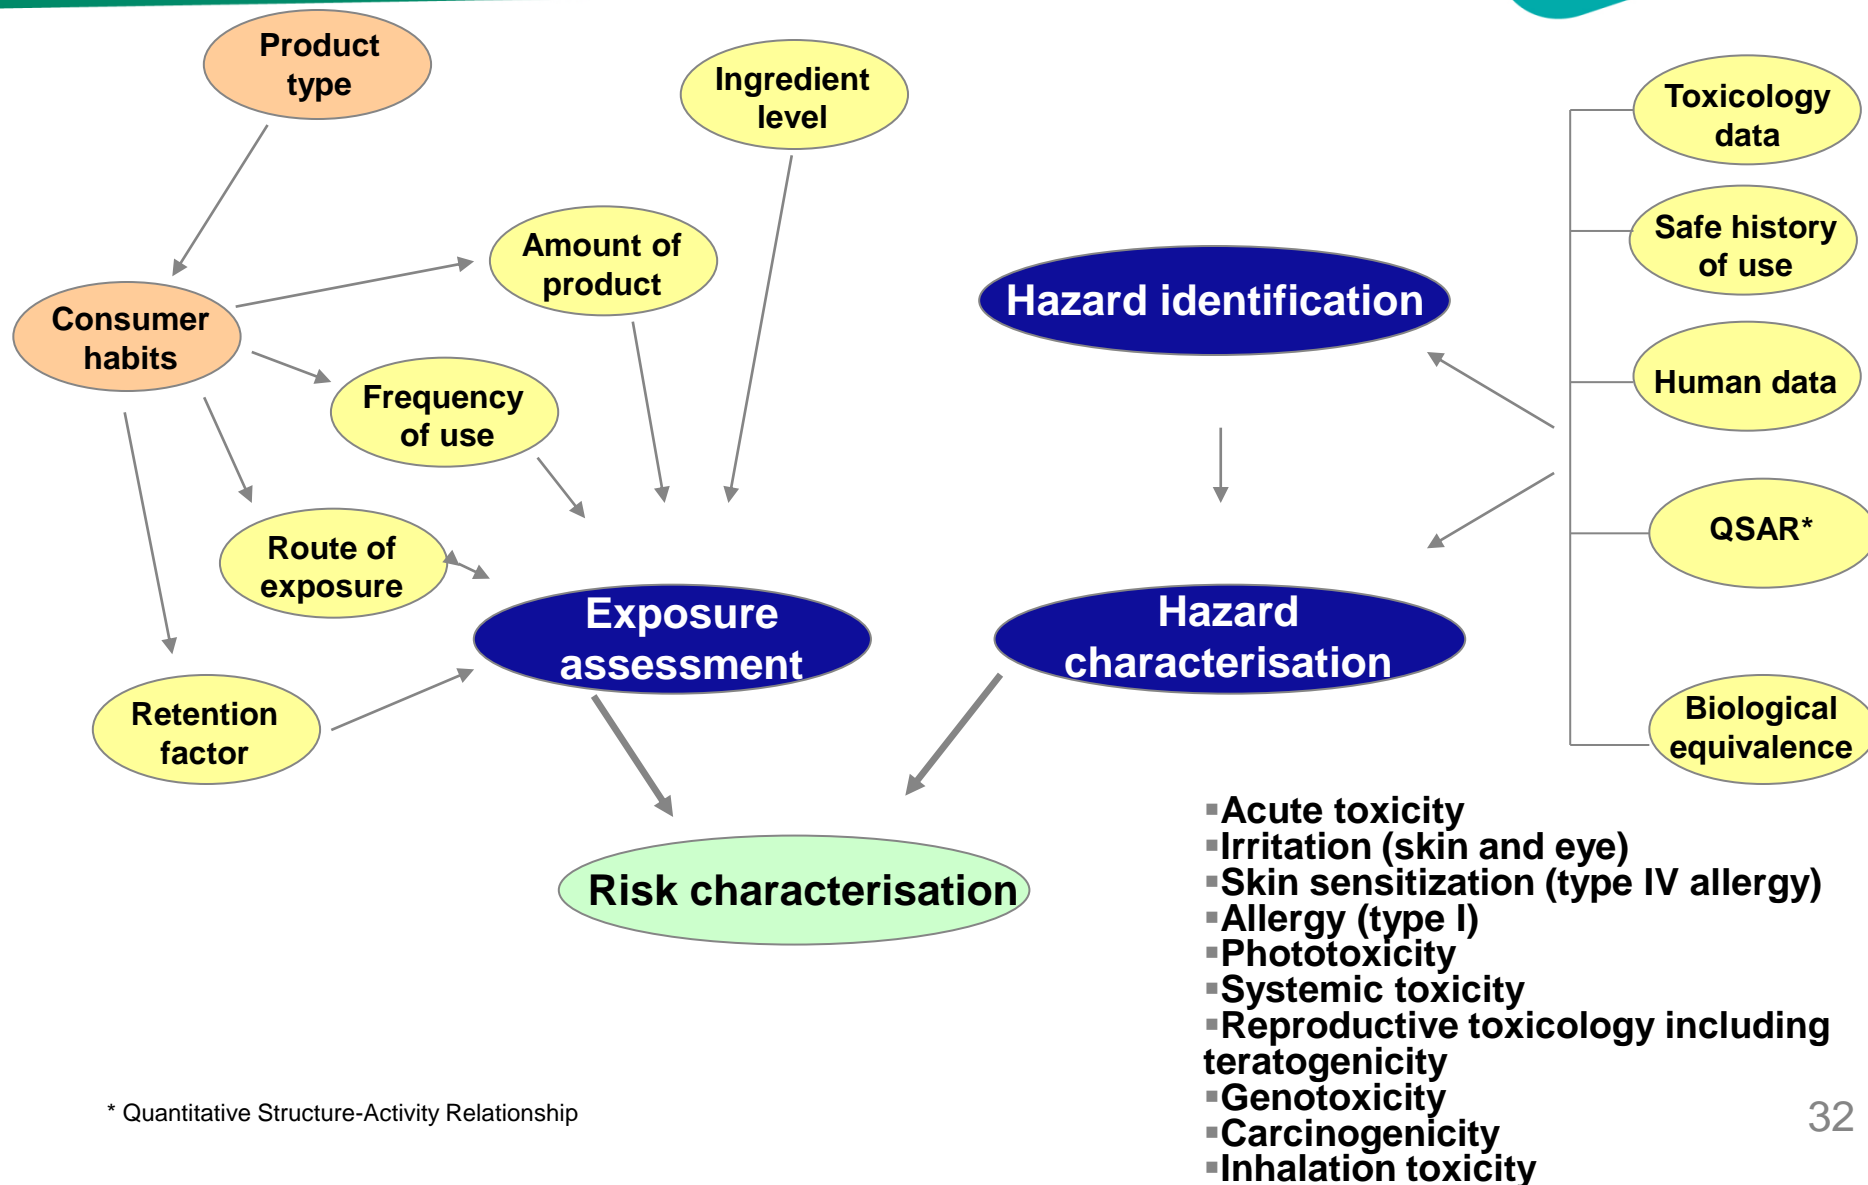 Product
type
Ingredient
level
Toxicology
data
Amount of
product
Safe history
of use
Hazard identification
Consumer
habits
Human data
Frequency
of use
QSAR*
Route of
exposure
Exposure
assessment
Hazard
characterisation
Retention
factor
Biological
equivalence
Risk characterisation
▪Acute toxicity
▪Irritation (skin and eye)
▪Skin sensitization (type IV allergy)
▪Allergy (type I)
▪Phototoxicity
▪Systemic toxicity
▪Reproductive toxicology including
teratogenicity
▪Genotoxicity
▪Carcinogenicity
▪Inhalation toxicity
* Quantitative Structure-Activity Relationship
32